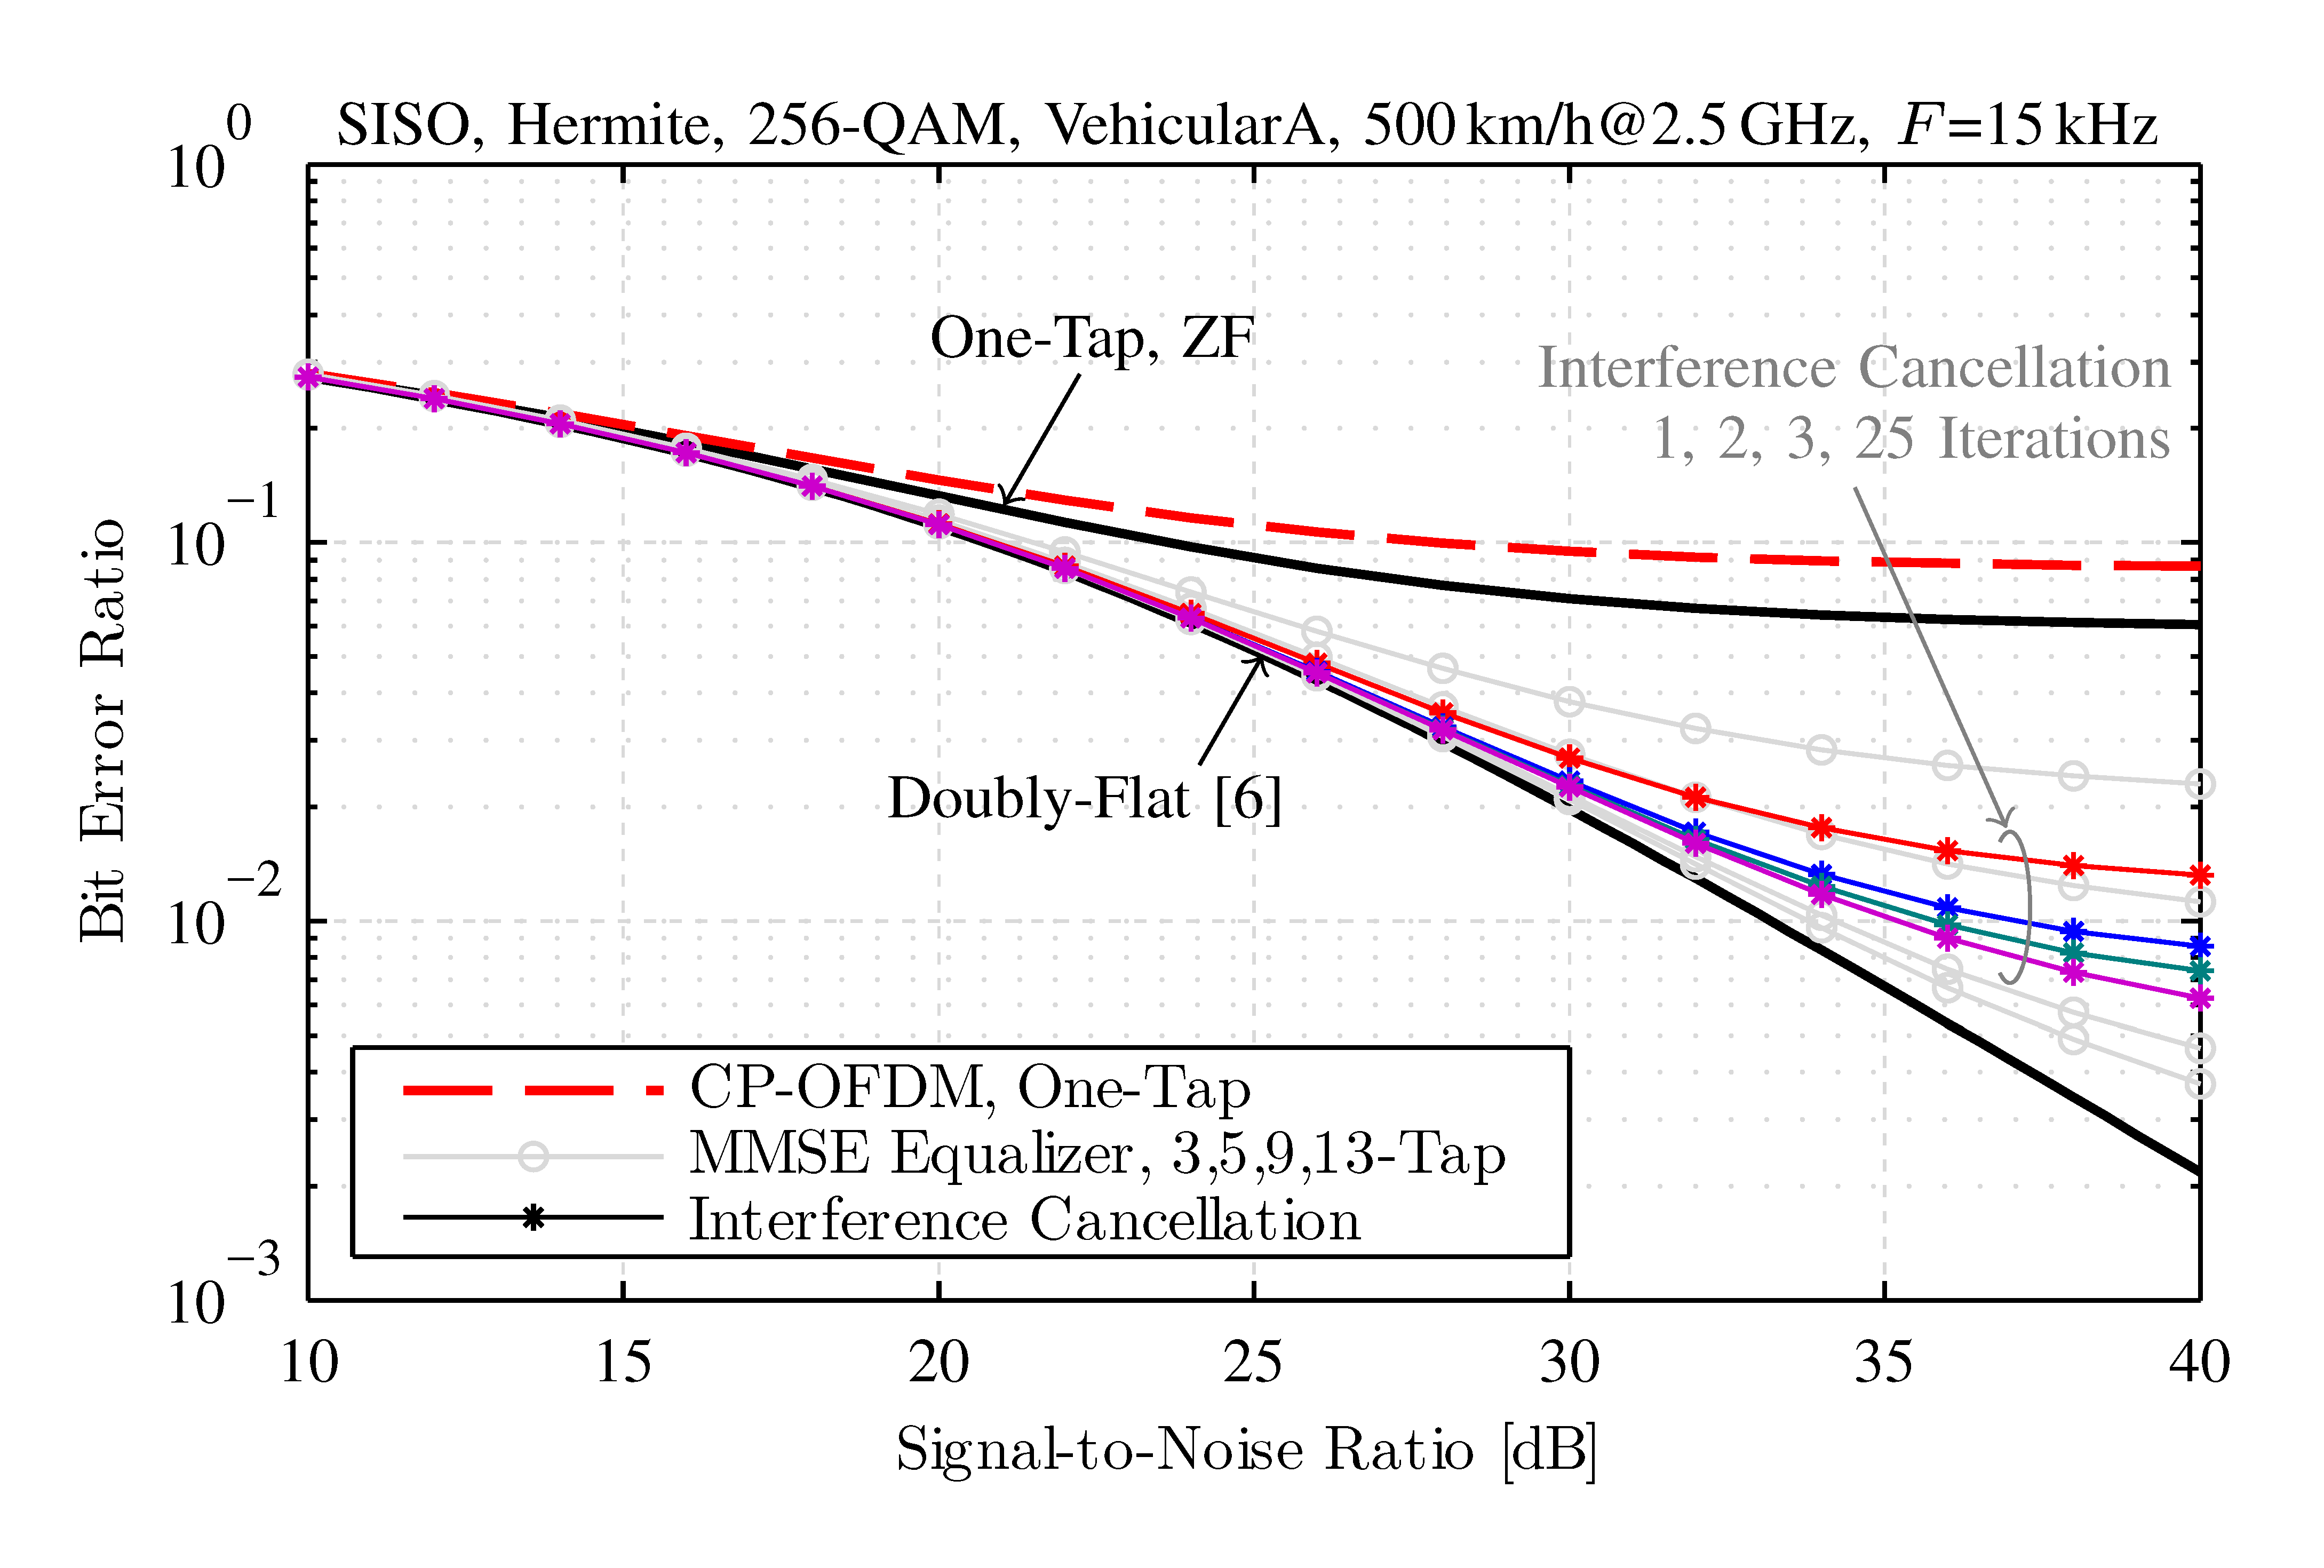 SISO, Hermite, 256-QAM, VehicularA, 500 km/h@2.5 GHz, F=15 kHz
10^0
10^−1
10^−2
10^−3
Bit Error Ratio
One-Tap, ZF
Interference Cancellation
1, 2, 3, 25 Iterations
Doubly-Flat [6]
CP-OFDM, One-Tap
MMSE Equalizer, 3,5,9,13-Tap
Interference Cancellation
10 15 20 25 30 35 40
Signal-to-Noise Ratio [dB]